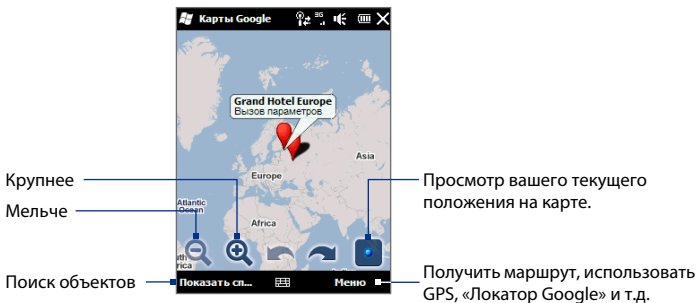 Карты Google
3G
Grand Hotel Europe
Вызов параметров
Asia
Europe
Atlantic
Ocean
Africa
Показать сп...
Меню
Крупнее
Мельче
Поиск объектов
Просмотр вашего текущего
положения на карте.
Получить маршрут, использовать
GPS, «Локатор Google» и т.д.